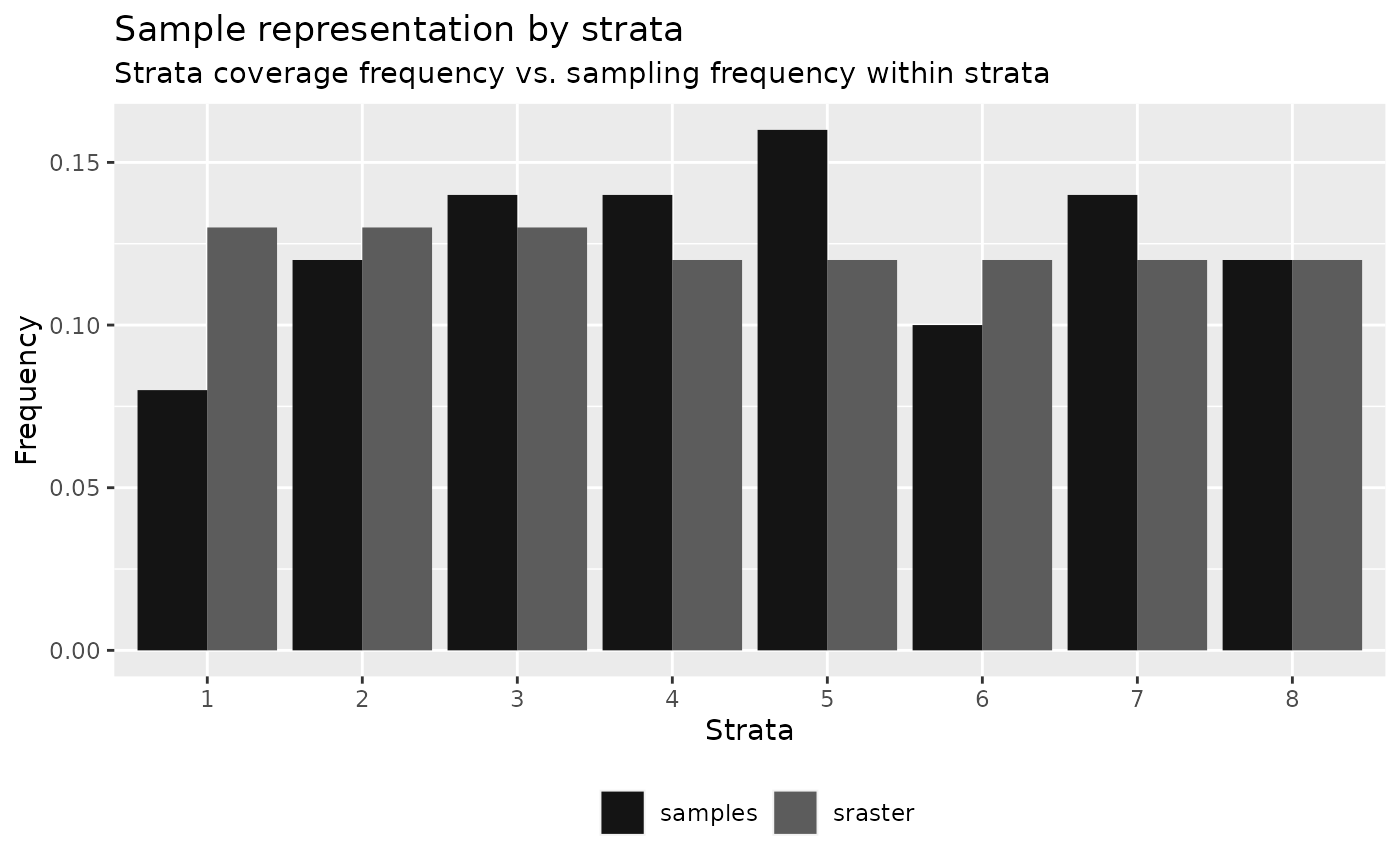 Sample representation by strata
Strata coverage frequency vs. sampling frequency within strata
Frequency
0.15
0.10
0.05
0.00
1 2 3 4 5 6 7 8
Strata
samples sraster